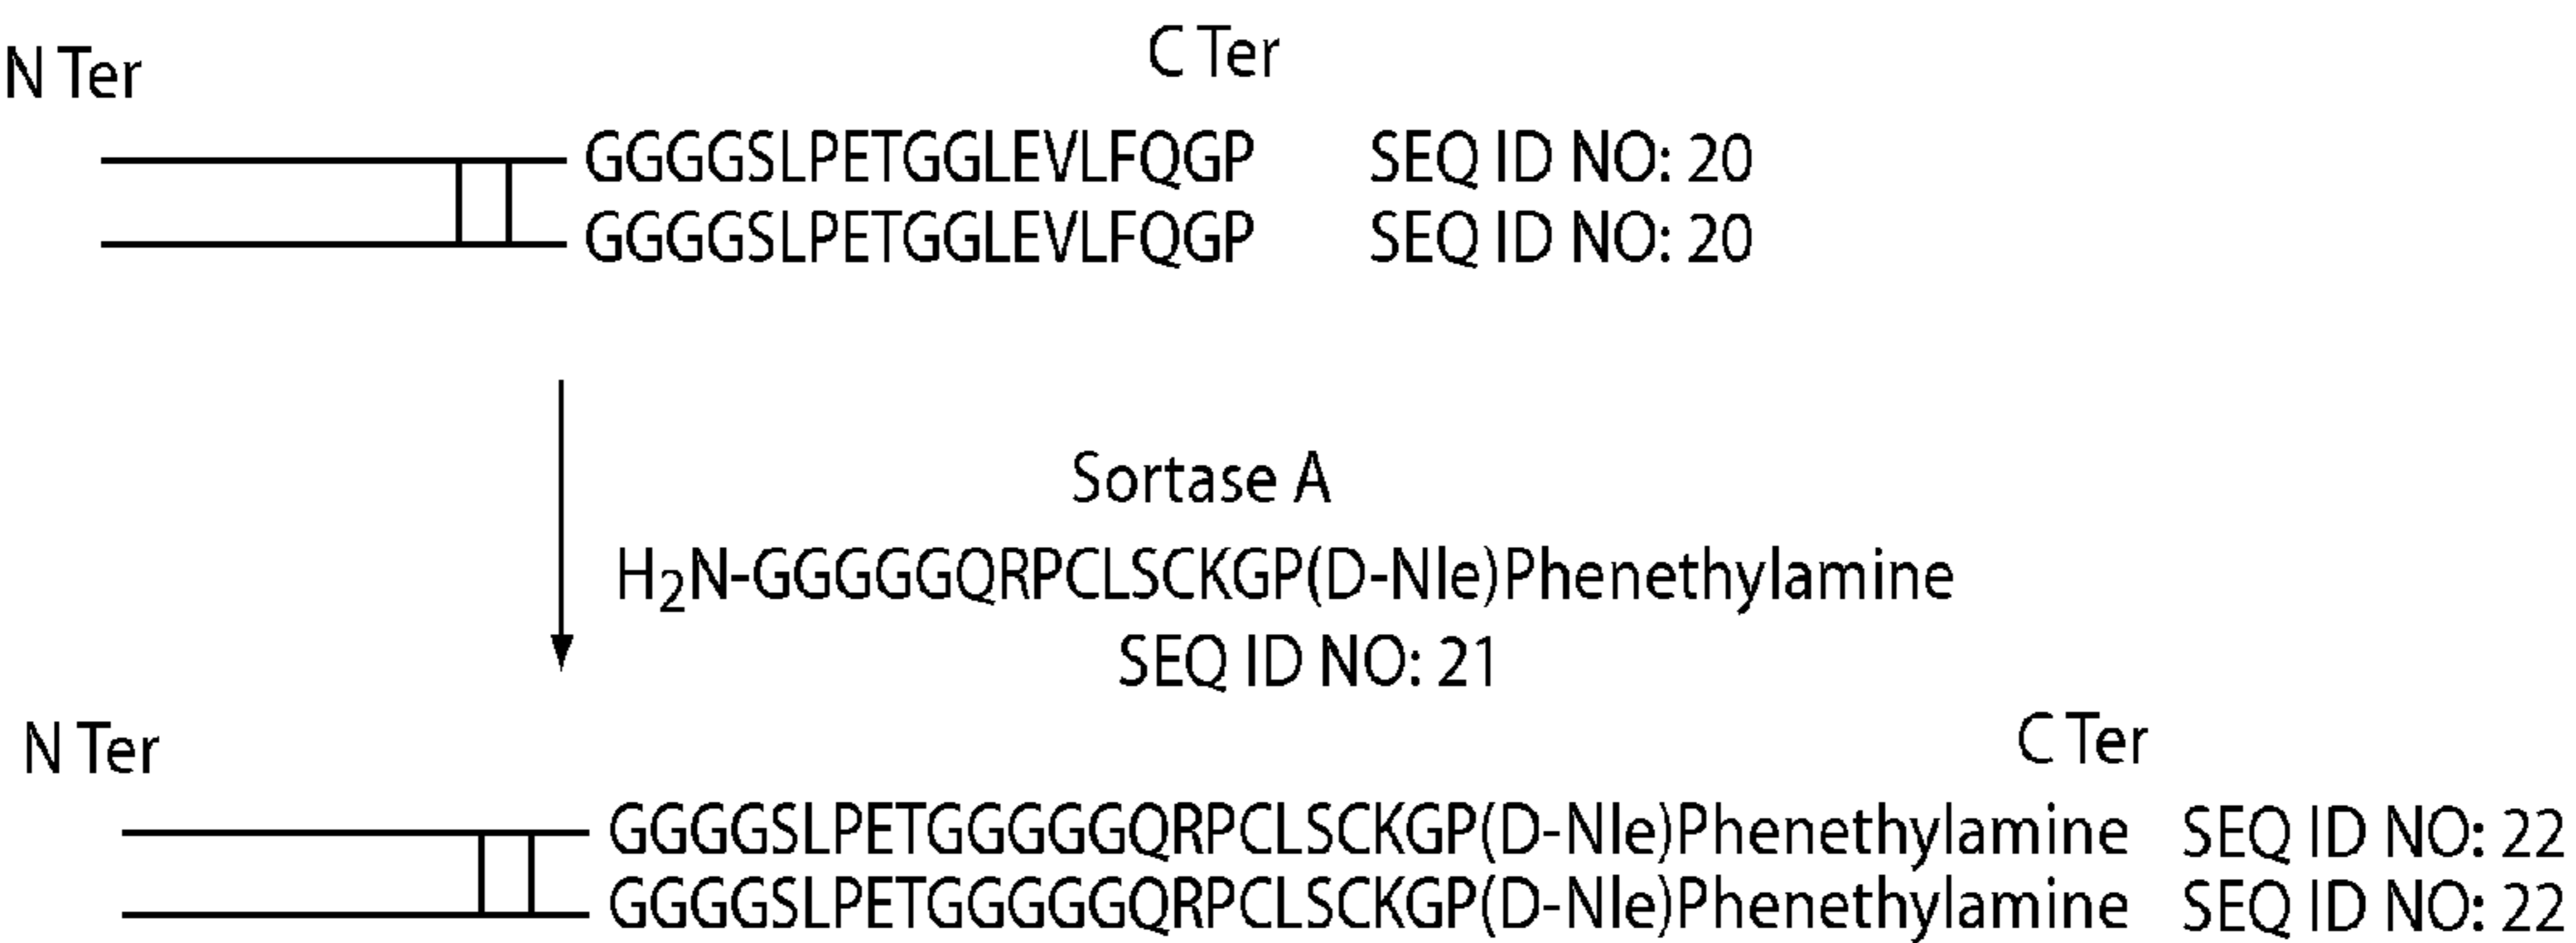 C Ter
N Ter
GGGGSLPETGGLEVLFQGP SEQ ID NO: 20
GGGGSLPETGGLEVLFQGP SEQ ID NO: 20
Sortase A
H2N-GGGGGQRPCLSCKGP(D-Nle)Phenethylamine
SEQ ID NO: 21
C Ter
N Ter
GGGGSLPETGGGGGQRPCLSCKGP(D-Nle)Phenethylamine SEQ ID NO: 22
GGGGSLPETGGGGGQRPCLSCKGP(D-Nle)Phenethylamine SEQ ID NO: 22